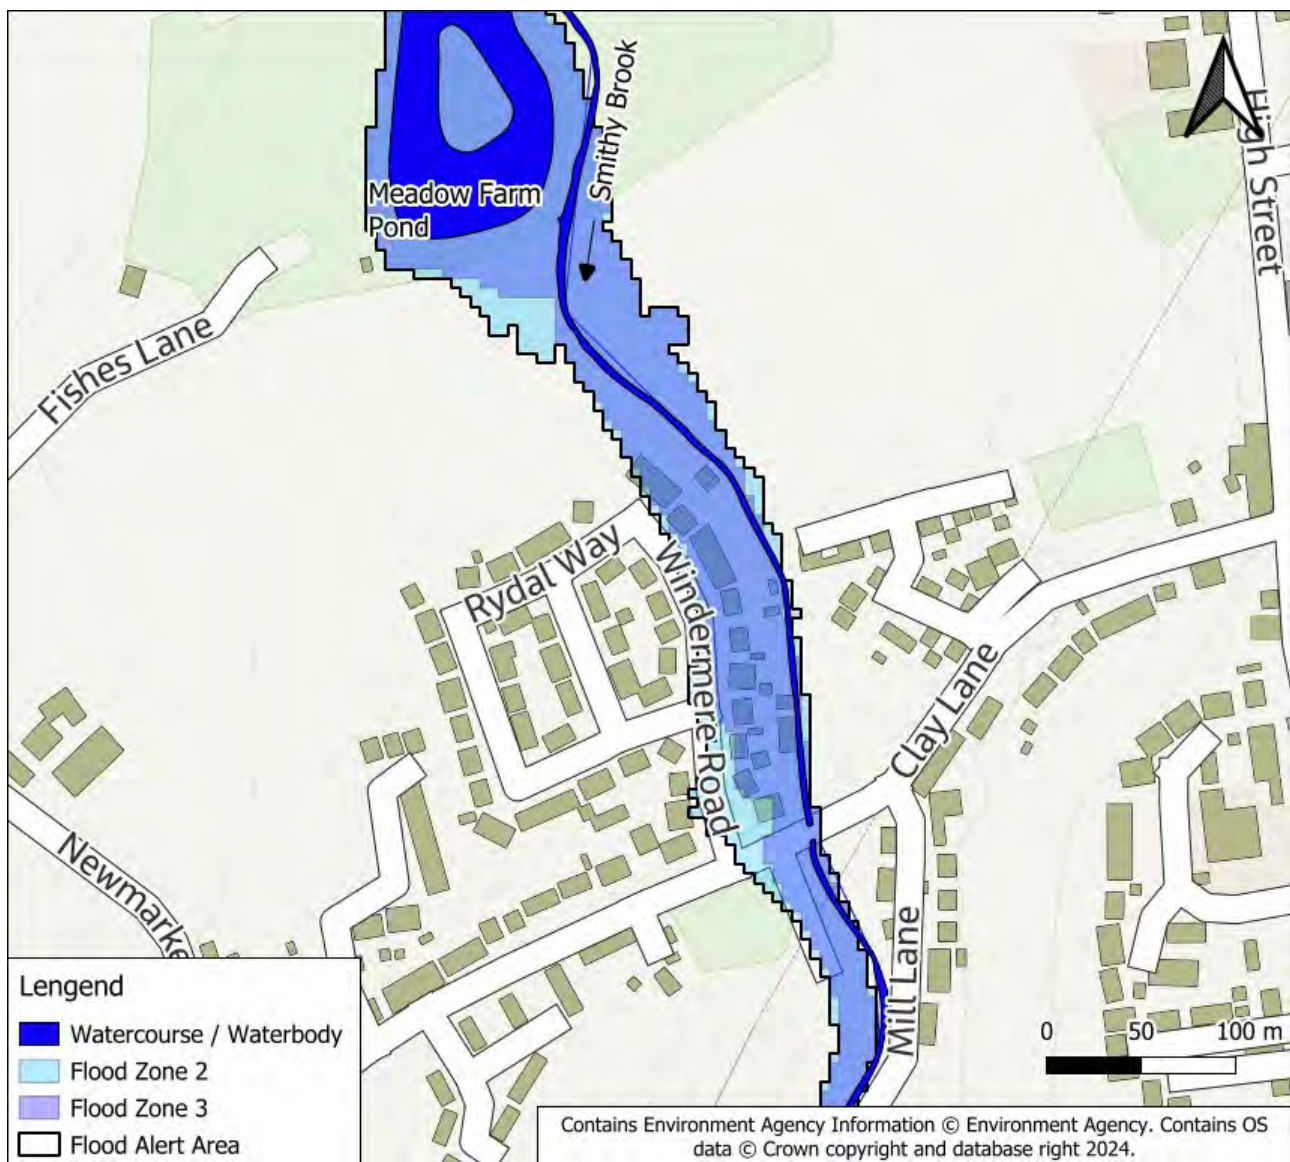 Smithy Brook
High Street
Meadow Farm
Pond
Fishes Lane
Rydal Way
Windermere Road
Clay Lane
Newmarke
Mill Lane
Lengend
Watercourse / Waterbody
Flood Zone 2
Flood Zone 3
Flood Alert Area
0 50 100 m
Contains Environment Agency Information © Environment Agency. Contains OS
data © Crown copyright and database right 2024.